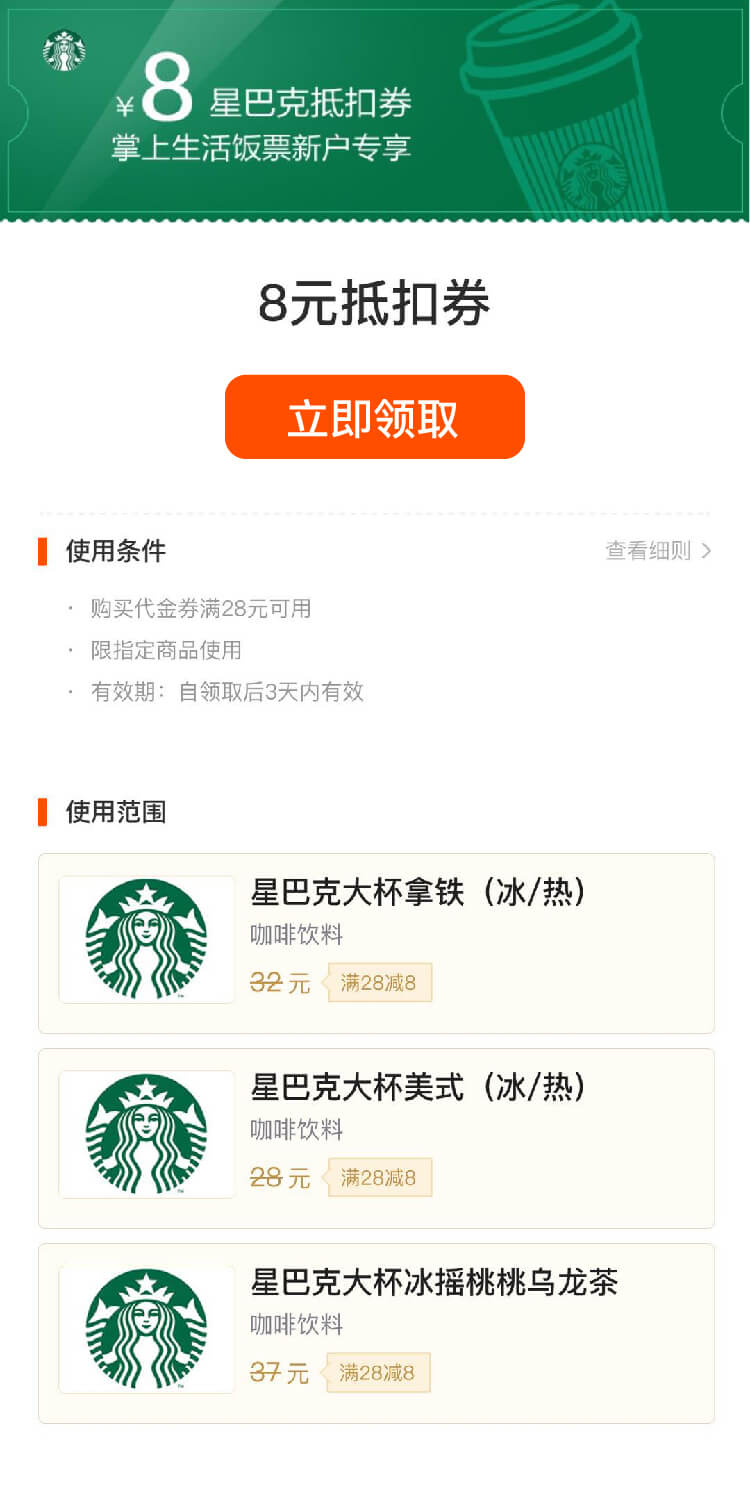 ¥8 星巴克抵扣券
掌上生活饭票新户专享
8元抵扣券
立即领取
使用条件
查看细则 >
· 购买代金券满28元可用
· 限指定商品使用
· 有效期：自领取后3天内有效
使用范围
星巴克大杯拿铁（冰/热）
咖啡饮料
32 元 满28减8
星巴克大杯美式（冰/热）
咖啡饮料
28 元 满28减8
星巴克大杯冰摇桃桃乌龙茶
咖啡饮料
37 元 满28减8